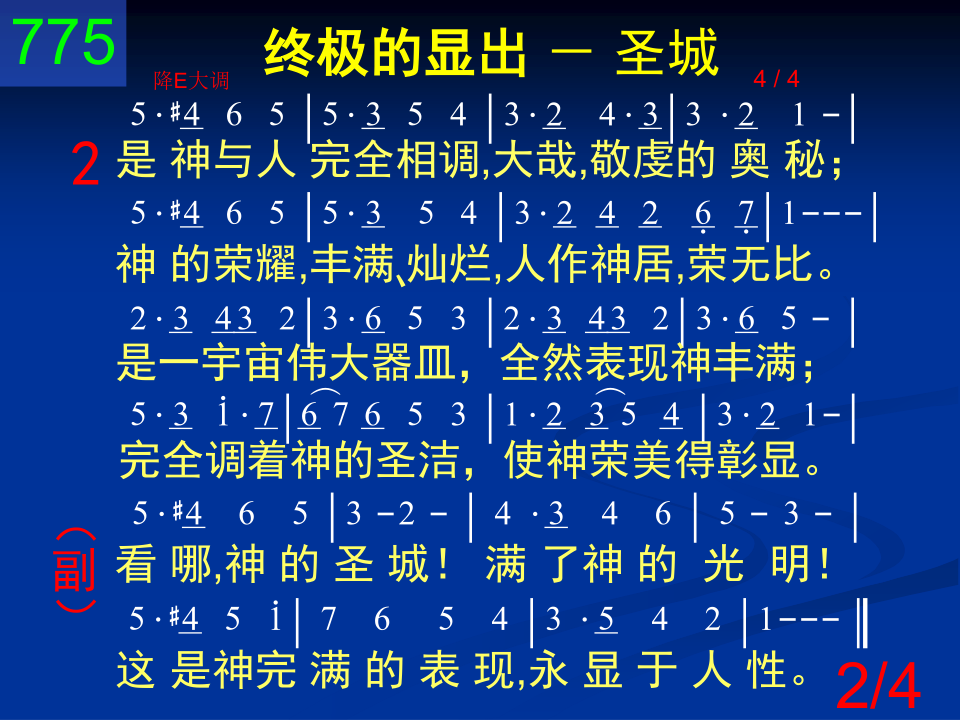 775
终极的显出 － 圣城
降E大调
4 / 4
5 · #4 6 5 | 5 · 3 5 4 | 3 · 2 4 · 3 | 3 · 2 1 – |
2 是 神与人 完全相调,大哉,敬虔的 奥 秘；
5 · #4 6 5 | 5 · 3 5 4 | 3 · 2 4 2 6̣ 7̣ | 1 – – – |
神 的荣耀,丰满、灿烂,人作神居,荣无比。
2 · 3 43 2 | 3 · 6 5 3 | 2 · 3 43 2 | 3 · 6 5 – |
是一宇宙伟大器皿， 全然表现神丰满；
5 · 3 i · 7 | 6 7 6 5 3 | 1 · 2 3 5 4 | 3 · 2 1 – |
完全调着神的圣洁，使神荣美得彰显。
5 · #4 6 5 | 3 – 2 – | 4 · 3 4 6 | 5 – 3 – |
（副） 看 哪,神 的 圣 城！ 满 了神 的 光 明！
5 · #4 5 i | 7 6 5 4 | 3 · 5 4 2 | 1 – – – ‖
这 是神完 满 的 表 现,永 显 于 人 性。
2/4